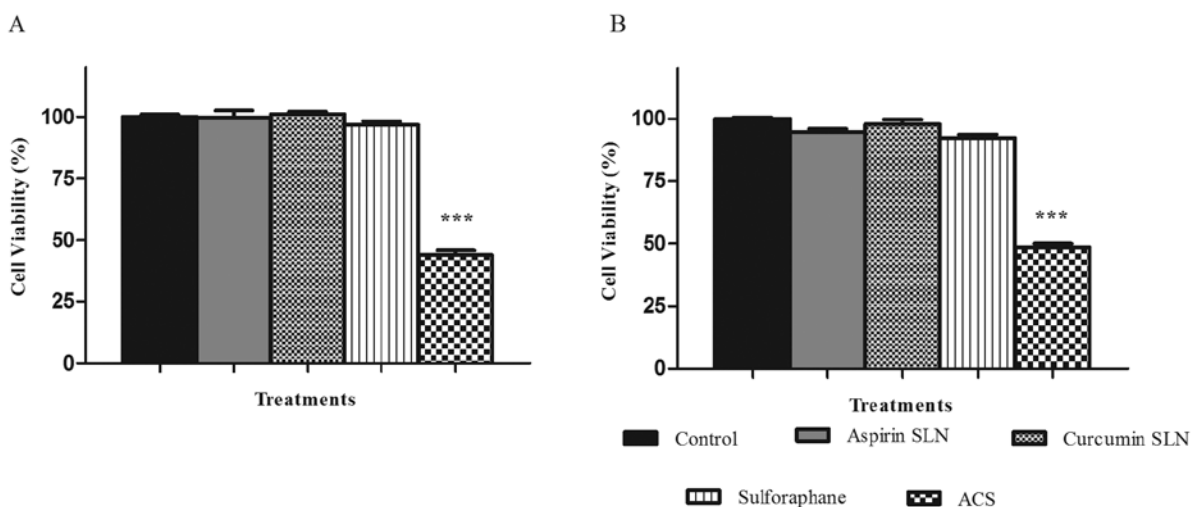 A
Cell Viability (%)
100
75
50
25
0
***
Treatments
B
Cell Viability (%)
100
75
50
25
0
***
Treatments
Control Aspirin SLN Curcumin SLN
Sulforaphane ACS